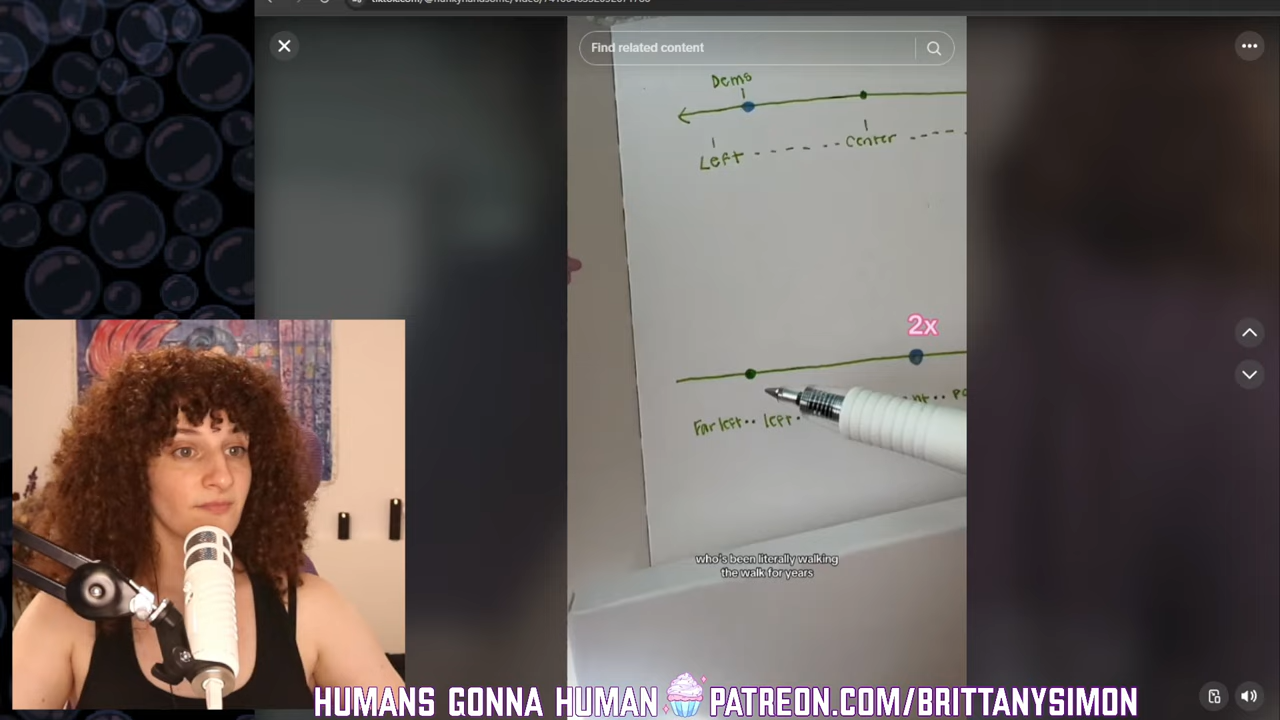 Find related content
Dems
Left
Center
2x
Far left
left
who's been literally walking
the walk for years
HUMANS GONNA HUMAN PATREON.COM/BRITTANYSIMON